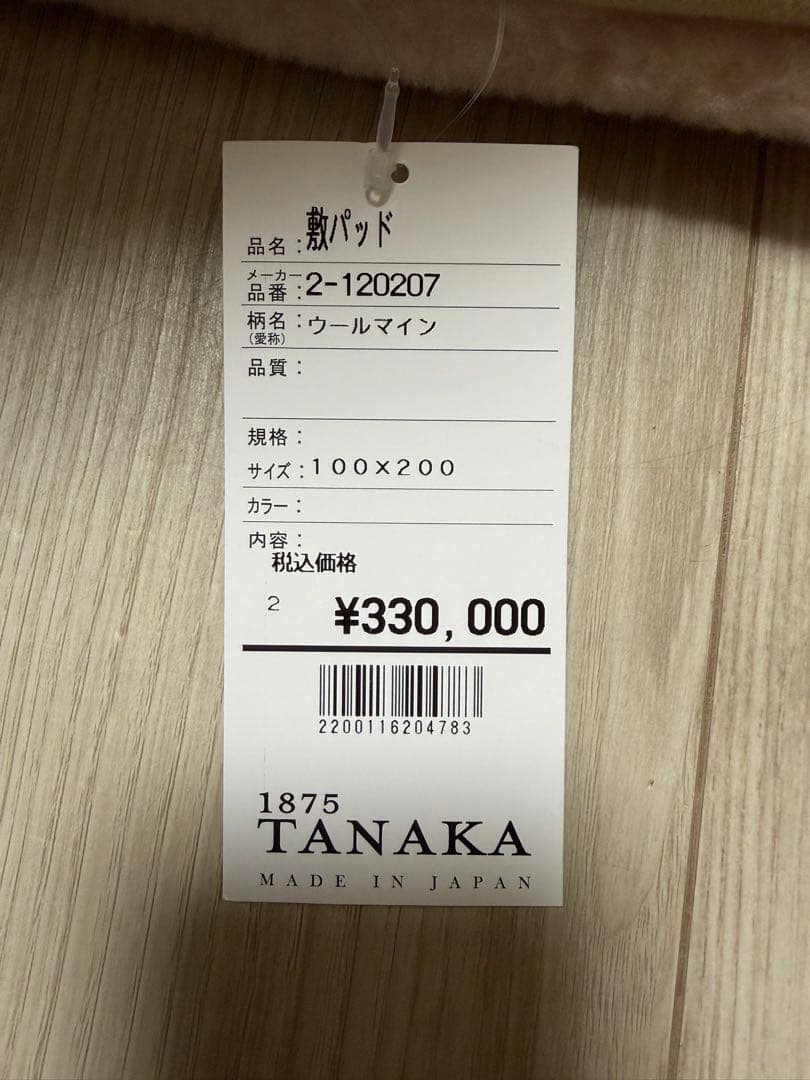 品名：敷パッド
メーカー
品番：2-120207
柄名：ウールマイン
(愛称)
品質：
規格：
サイズ：１００×２００
カラー：
内容：
税込価格
2 ¥330,000
2200116204783
1875
TANAKA
MADE IN JAPAN